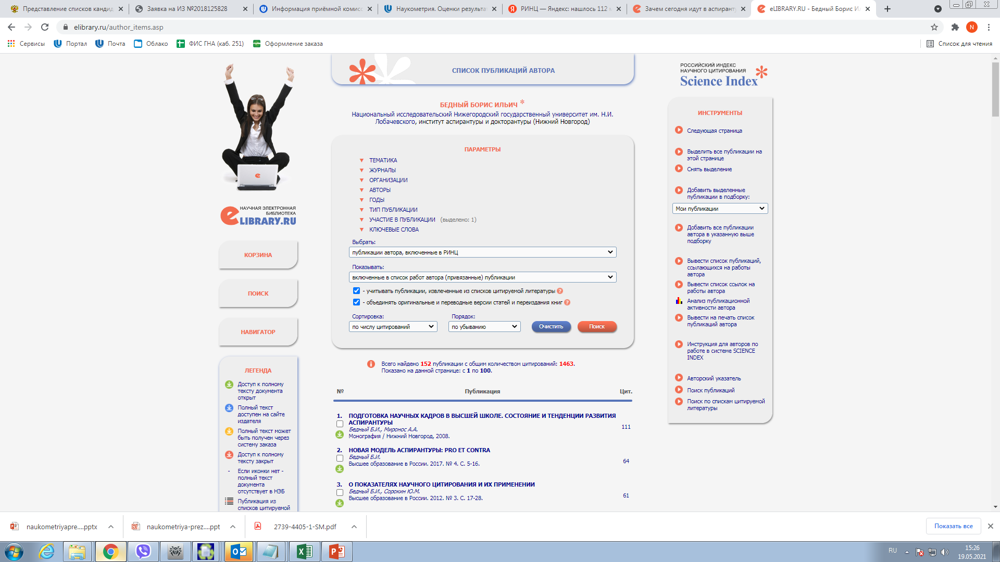 Представление списков кандид
Заявка на ИЗ №2018125828
Информация приёмной комисс
Наукометрия. Оценки результа
РИНЦ — Яндекс: нашлось 112 м
Зачем сегодня идут в аспиранту
eLIBRARY.RU - Бедный Борис И
elibrary.ru/author_items.asp
N
Сервисы
Портал
Почта
Облако
ФИС ГНА (каб. 251)
Оформление заказа
Список для чтения
НАУЧНАЯ ЭЛЕКТРОННАЯ
БИБЛИОТЕКА
eLIBRARY.RU
КОРЗИНА
ПОИСК
НАВИГАТОР
ЛЕГЕНДА
Доступ к полному
тексту документа
открыт
Полный текст
доступен на сайте
издателя
Полный текст может
быть получен через
систему заказа
Доступ к полному
тексту закрыт
- Если иконки нет -
полный текст
документа
отсутствует в НЭБ
Публикация из
списков цитируемой
СПИСОК ПУБЛИКАЦИЙ АВТОРА
БЕДНЫЙ БОРИС ИЛЬИЧ *
Национальный исследовательский Нижегородский государственный университет им. Н.И.
Лобачевского, институт аспирантуры и докторантуры (Нижний Новгород)
ПАРАМЕТРЫ
ТЕМАТИКА
ЖУРНАЛЫ
ОРГАНИЗАЦИИ
АВТОРЫ
ГОДЫ
ТИП ПУБЛИКАЦИИ
УЧАСТИЕ В ПУБЛИКАЦИИ (выделено: 1)
КЛЮЧЕВЫЕ СЛОВА
Выбрать:
публикации автора, включенные в РИНЦ
Показывать:
включенные в список работ автора (привязанные) публикации
- учитывать публикации, извлеченные из списков цитируемой литературы ?
- объединять оригинальные и переводные версии статей и переиздания книг ?
Сортировка: Порядок:
по числу цитирований по убыванию Очистить Поиск
Всего найдено 152 публикации с общим количеством цитирований: 1463.
Показано на данной странице: с 1 по 100.
№ Публикация Цит.
1. ПОДГОТОВКА НАУЧНЫХ КАДРОВ В ВЫСШЕЙ ШКОЛЕ. СОСТОЯНИЕ И ТЕНДЕНЦИИ РАЗВИТИЯ
АСПИРАНТУРЫ
Бедный Б.И., Миронос А.А.
Монография / Нижний Новгород, 2008.
111
2. НОВАЯ МОДЕЛЬ АСПИРАНТУРЫ: PRO ET CONTRA
Бедный Б.И.
Высшее образование в России. 2017. № 4. С. 5-16.
64
3. О ПОКАЗАТЕЛЯХ НАУЧНОГО ЦИТИРОВАНИЯ И ИХ ПРИМЕНЕНИИ
Бедный Б.И., Сорокин Ю.М.
Высшее образование в России. 2012. № 3. С. 17-28.
61
РОССИЙСКИЙ ИНДЕКС
НАУЧНОГО ЦИТИРОВАНИЯ
Science Index
ИНСТРУМЕНТЫ
Следующая страница
Выделить все публикации на
этой странице
Снять выделение
Добавить выделенные
публикации в подборку:
Мои публикации
Добавить все публикации
автора в указанную выше
подборку
Вывести список публикаций,
ссылающихся на работы
автора
Вывести список ссылок на
работы автора
Анализ публикационной
активности автора
Вывести на печать список
публикаций автора
Инструкция для авторов по
работе в системе SCIENCE
INDEX
Авторский указатель
Поиск публикаций
Поиск по спискам цитируемой
литературы
naukometriyapre....pptx
naukometriya-prez....ppt
2739-4405-1-SM.pdf
Показать все
RU
15:26
19.05.2021